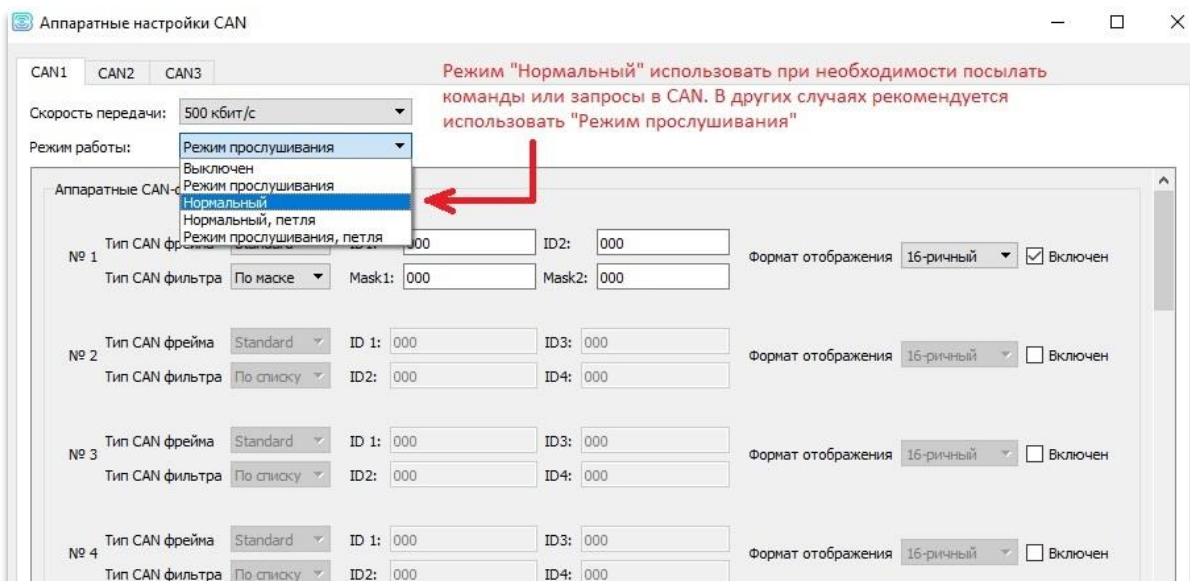 Аппаратные настройки CAN
CAN1 CAN2 CAN3
Режим "Нормальный" использовать при необходимости посылать
команды или запросы в CAN. В других случаях рекомендуется
использовать "Режим прослушивания"
Скорость передачи: 500 кбит/с
Режим работы: Режим прослушивания
Выключен
Режим прослушивания
Нормальный
Нормальный, петля
Режим прослушивания, петля
Аппаратные CAN-
№ 1
Тип CAN 000 ID2: 000
Тип CAN фильтра По маске Mask1: 000 Mask2: 000
Формат отображения 16-ричный Включен
№ 2
Тип CAN фрейма Standard ID 1: 000 ID3: 000
Тип CAN фильтра По списку ID2: 000 ID4: 000
Формат отображения 16-ричный Включен
№ 3
Тип CAN фрейма Standard ID 1: 000 ID3: 000
Тип CAN фильтра По списку ID2: 000 ID4: 000
Формат отображения 16-ричный Включен
№ 4
Тип CAN фрейма Standard ID 1: 000 ID3: 000
Тип CAN фильтра По списку ID2: 000 ID4: 000
Формат отображения 16-ричный Включен